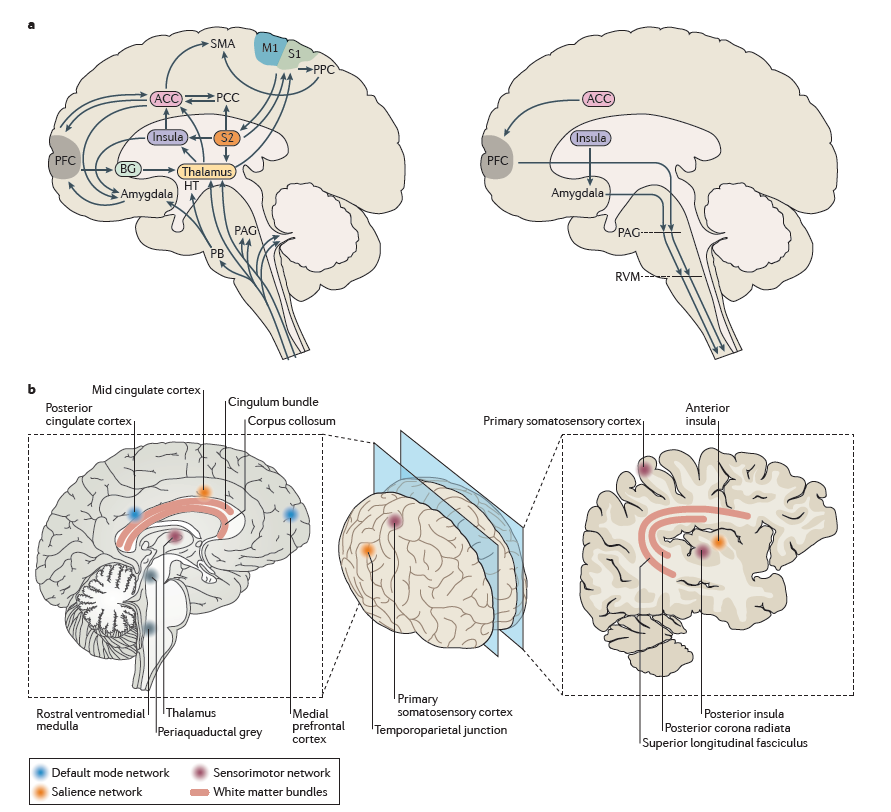 a
SMA
M1
S1
PPC
ACC
PCC
Insula
S2
PFC
BG
Thalamus
HT
Amygdala
PAG
PB
ACC
Insula
PFC
Amygdala
PAG
RVM
b
Mid cingulate cortex
Cingulum bundle
Posterior
cingulate cortex
Corpus collosum
Primary somatosensory cortex
Anterior
insula
Rostral ventromedial
medulla
Thalamus
Periaquaductal grey
Medial
prefrontal
cortex
Primary
somatosensory cortex
Temporoparietal junction
Posterior insula
Posterior corona radiata
Superior longitudinal fasciculus
Default mode network
Sensorimotor network
Salience network
White matter bundles